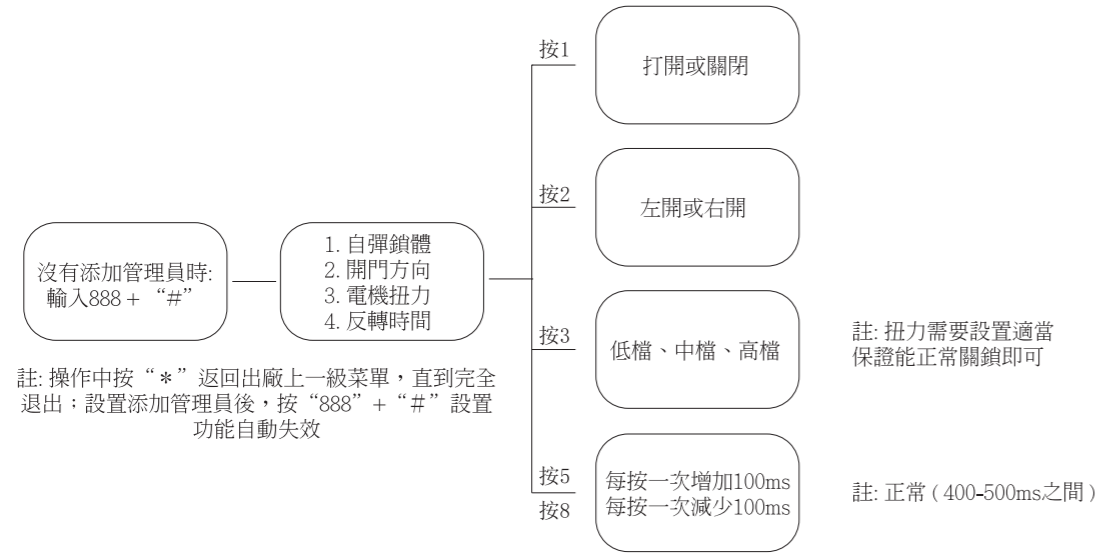 沒有添加管理員時:
輸入888 + “#”
1. 自彈鎖體
2. 開門方向
3. 電機扭力
4. 反轉時間
註: 操作中按“*”返回出廠上一級菜單，直到完全
退出；設置添加管理員後，按“888”+“#”設置
功能自動失效
按1
打開或關閉
按2
左開或右開
按3
低檔、中檔、高檔
註: 扭力需要設置適當
保證能正常關鎖即可
按5
按8
每按一次增加100ms
每按一次減少100ms
註: 正常 ( 400-500ms之間 )